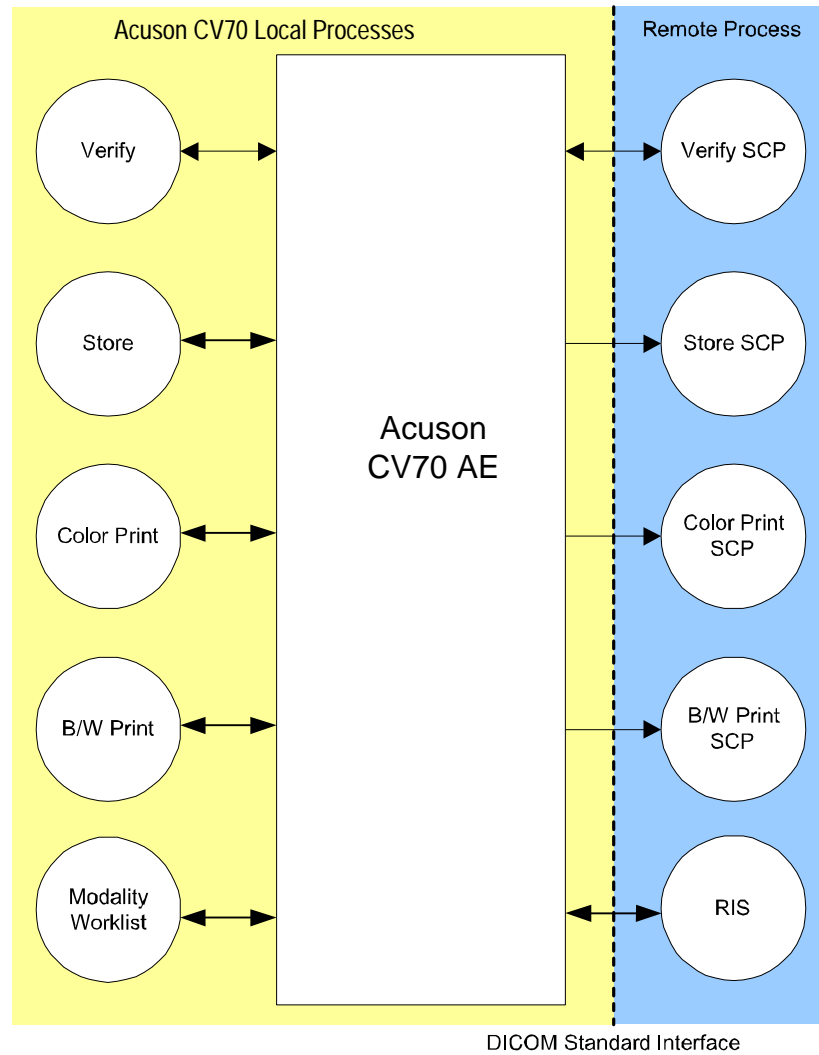 Acuson CV70 Local Processes
Remote Process
Verify
Verify SCP
Store
Store SCP
Acuson
CV70 AE
Color Print
Color Print
SCP
B/W Print
B/W Print
SCP
Modality
Worklist
RIS
DICOM Standard Interface